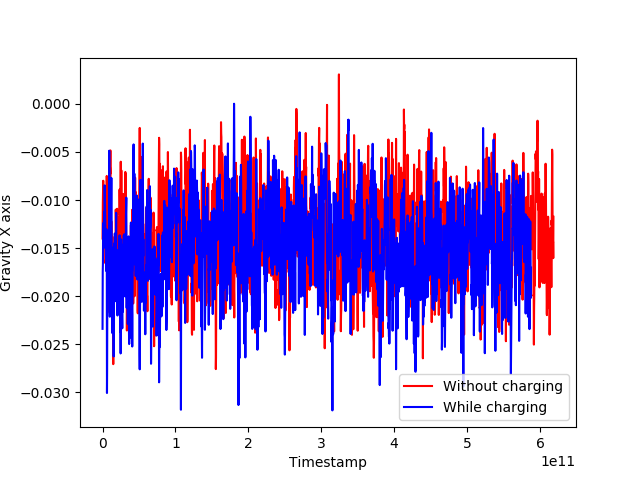 0.000
−0.005
−0.010
−0.015
−0.020
−0.025
−0.030
Gravity X axis
Without charging
While charging
0 1 2 3 4 5 6
1e11
Timestamp